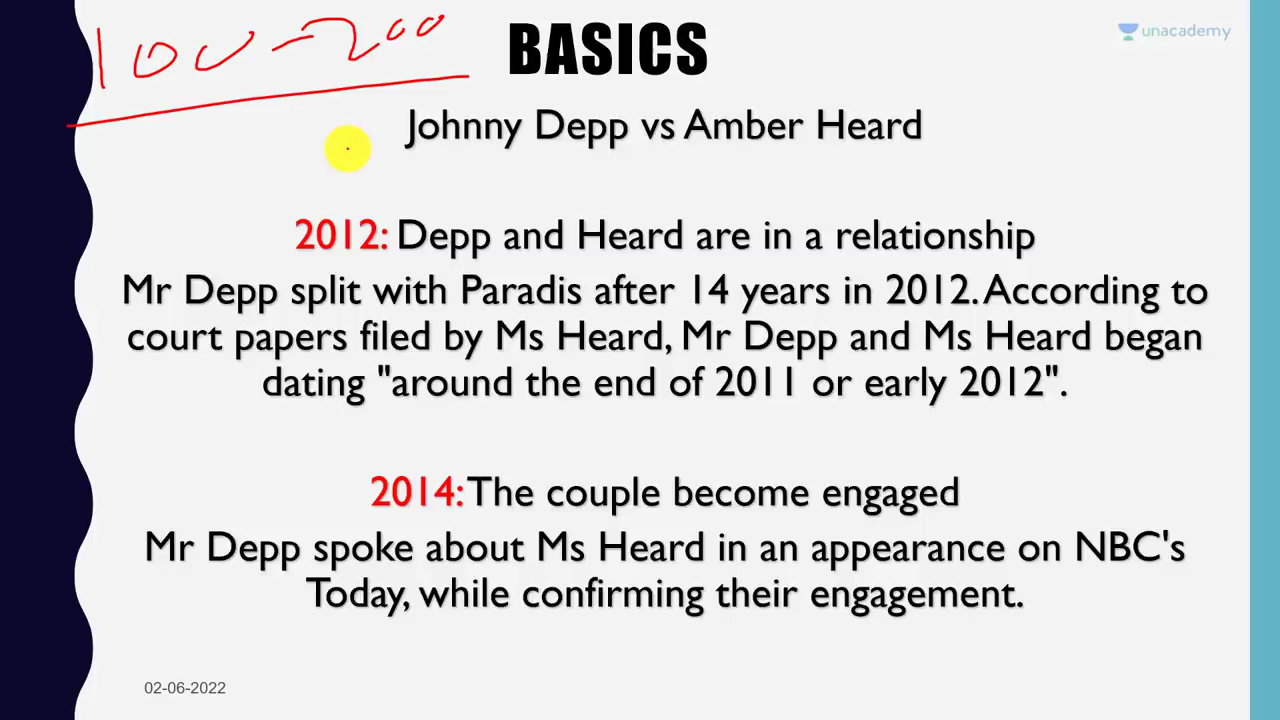 100-200
BASICS
unacademy
Johnny Depp vs Amber Heard
2012: Depp and Heard are in a relationship
Mr Depp split with Paradis after 14 years in 2012. According to
court papers filed by Ms Heard, Mr Depp and Ms Heard began
dating "around the end of 2011 or early 2012".
2014: The couple become engaged
Mr Depp spoke about Ms Heard in an appearance on NBC's
Today, while confirming their engagement.
02-06-2022